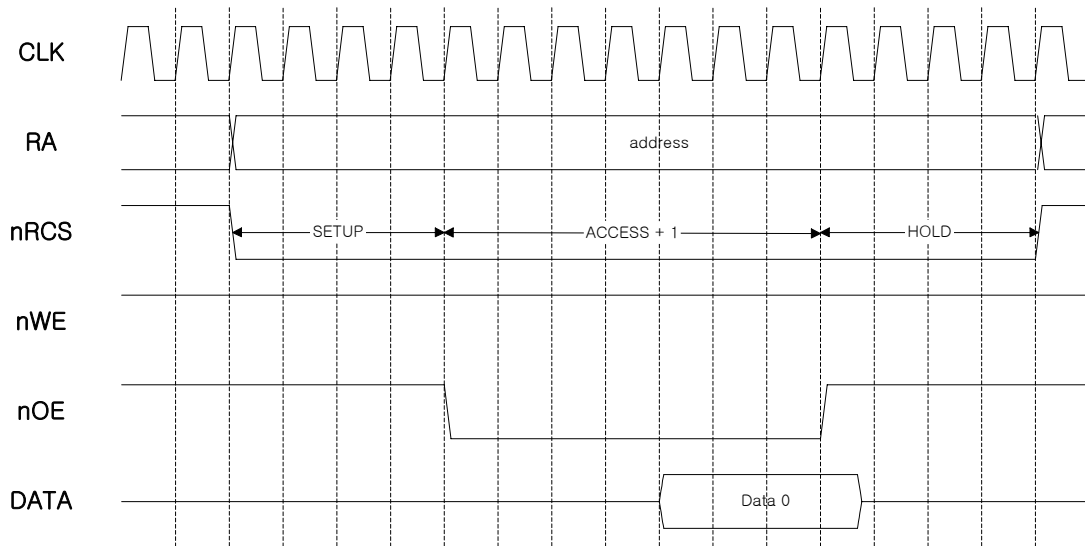 CLK
RA
address
nRCS
SETUP
ACCESS + 1
HOLD
nWE
nOE
DATA
Data 0